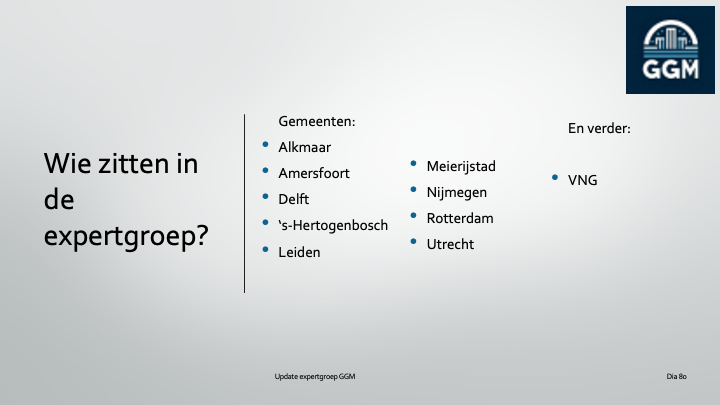 GGM
Wie zitten in
de
expertgroep?
Gemeenten:
• Alkmaar
• Amersfoort
• Delft
• ‘s-Hertogenbosch
• Leiden
• Meierijstad
• Nijmegen
• Rotterdam
• Utrecht
En verder:
• VNG
Update expertgroep GGM
Dia 80